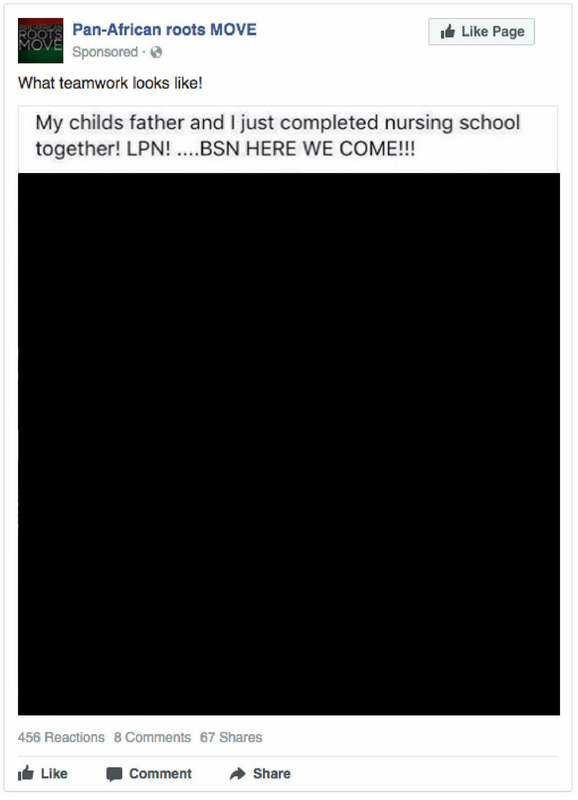 ROOTS
MOVE
Pan-African roots MOVE
Like Page
Sponsored ·
What teamwork looks like!
My childs father and I just completed nursing school
together! LPN! ....BSN HERE WE COME!!!
456 Reactions 8 Comments 67 Shares
Like Comment Share